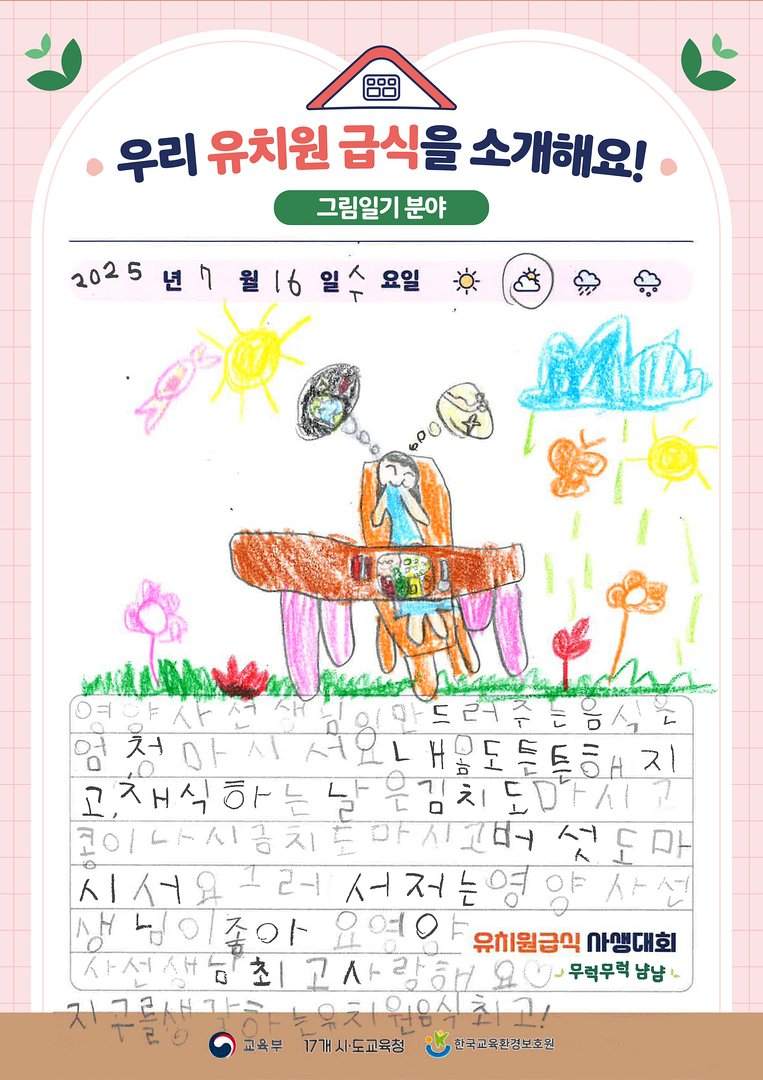 우리 유치원 급식을 소개해요!
그림일기 분야
2025 년 7 월 16 일 수 요일
영양사선생님이만드러주는음식은
엄청마시서요내몸도튼튼해지
고,채식하는날은김치도마시고
콩이나시금치도마시고버섯도마
시서요그러서저는영양사선
생님이좋아요영양
사선생님최고사랑해요♡
지구를생각하는유치원음식최고!
유치원급식 사생대회
무럭무럭 냠냠
교육부 17개 시·도교육청 한국교육환경보호원